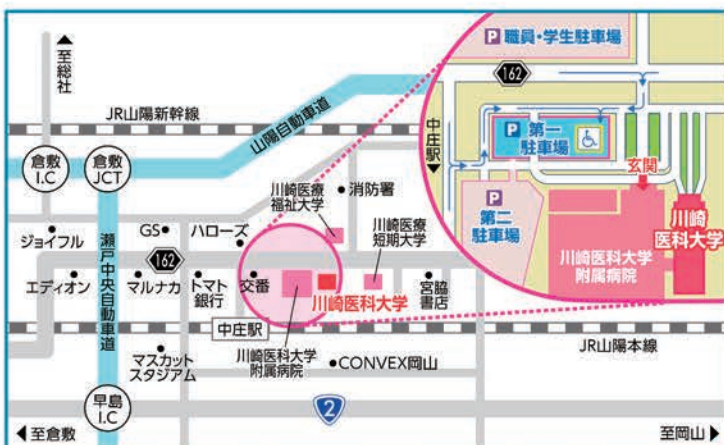 至総社
JR山陽新幹線
山陽自動車道
倉敷
I.C
倉敷
JCT
中庄駅
消防署
川崎医療
福祉大学
川崎医療
短期大学
ジョイフル
GS
ハローズ
162
エディオン
瀬戸中央自動車道
マルナカ
トマト
銀行
交番
川崎医科大学
宮脇
書店
中庄駅
川崎医科大学
附属病院
JR山陽本線
マスカット
スタジアム
CONVEX岡山
早島
I.C
2
至倉敷
至岡山
P 職員・学生駐車場
162
P 第一
駐車場
玄関
P
第二
駐車場
川崎医科大学
附属病院
川崎
医科大学